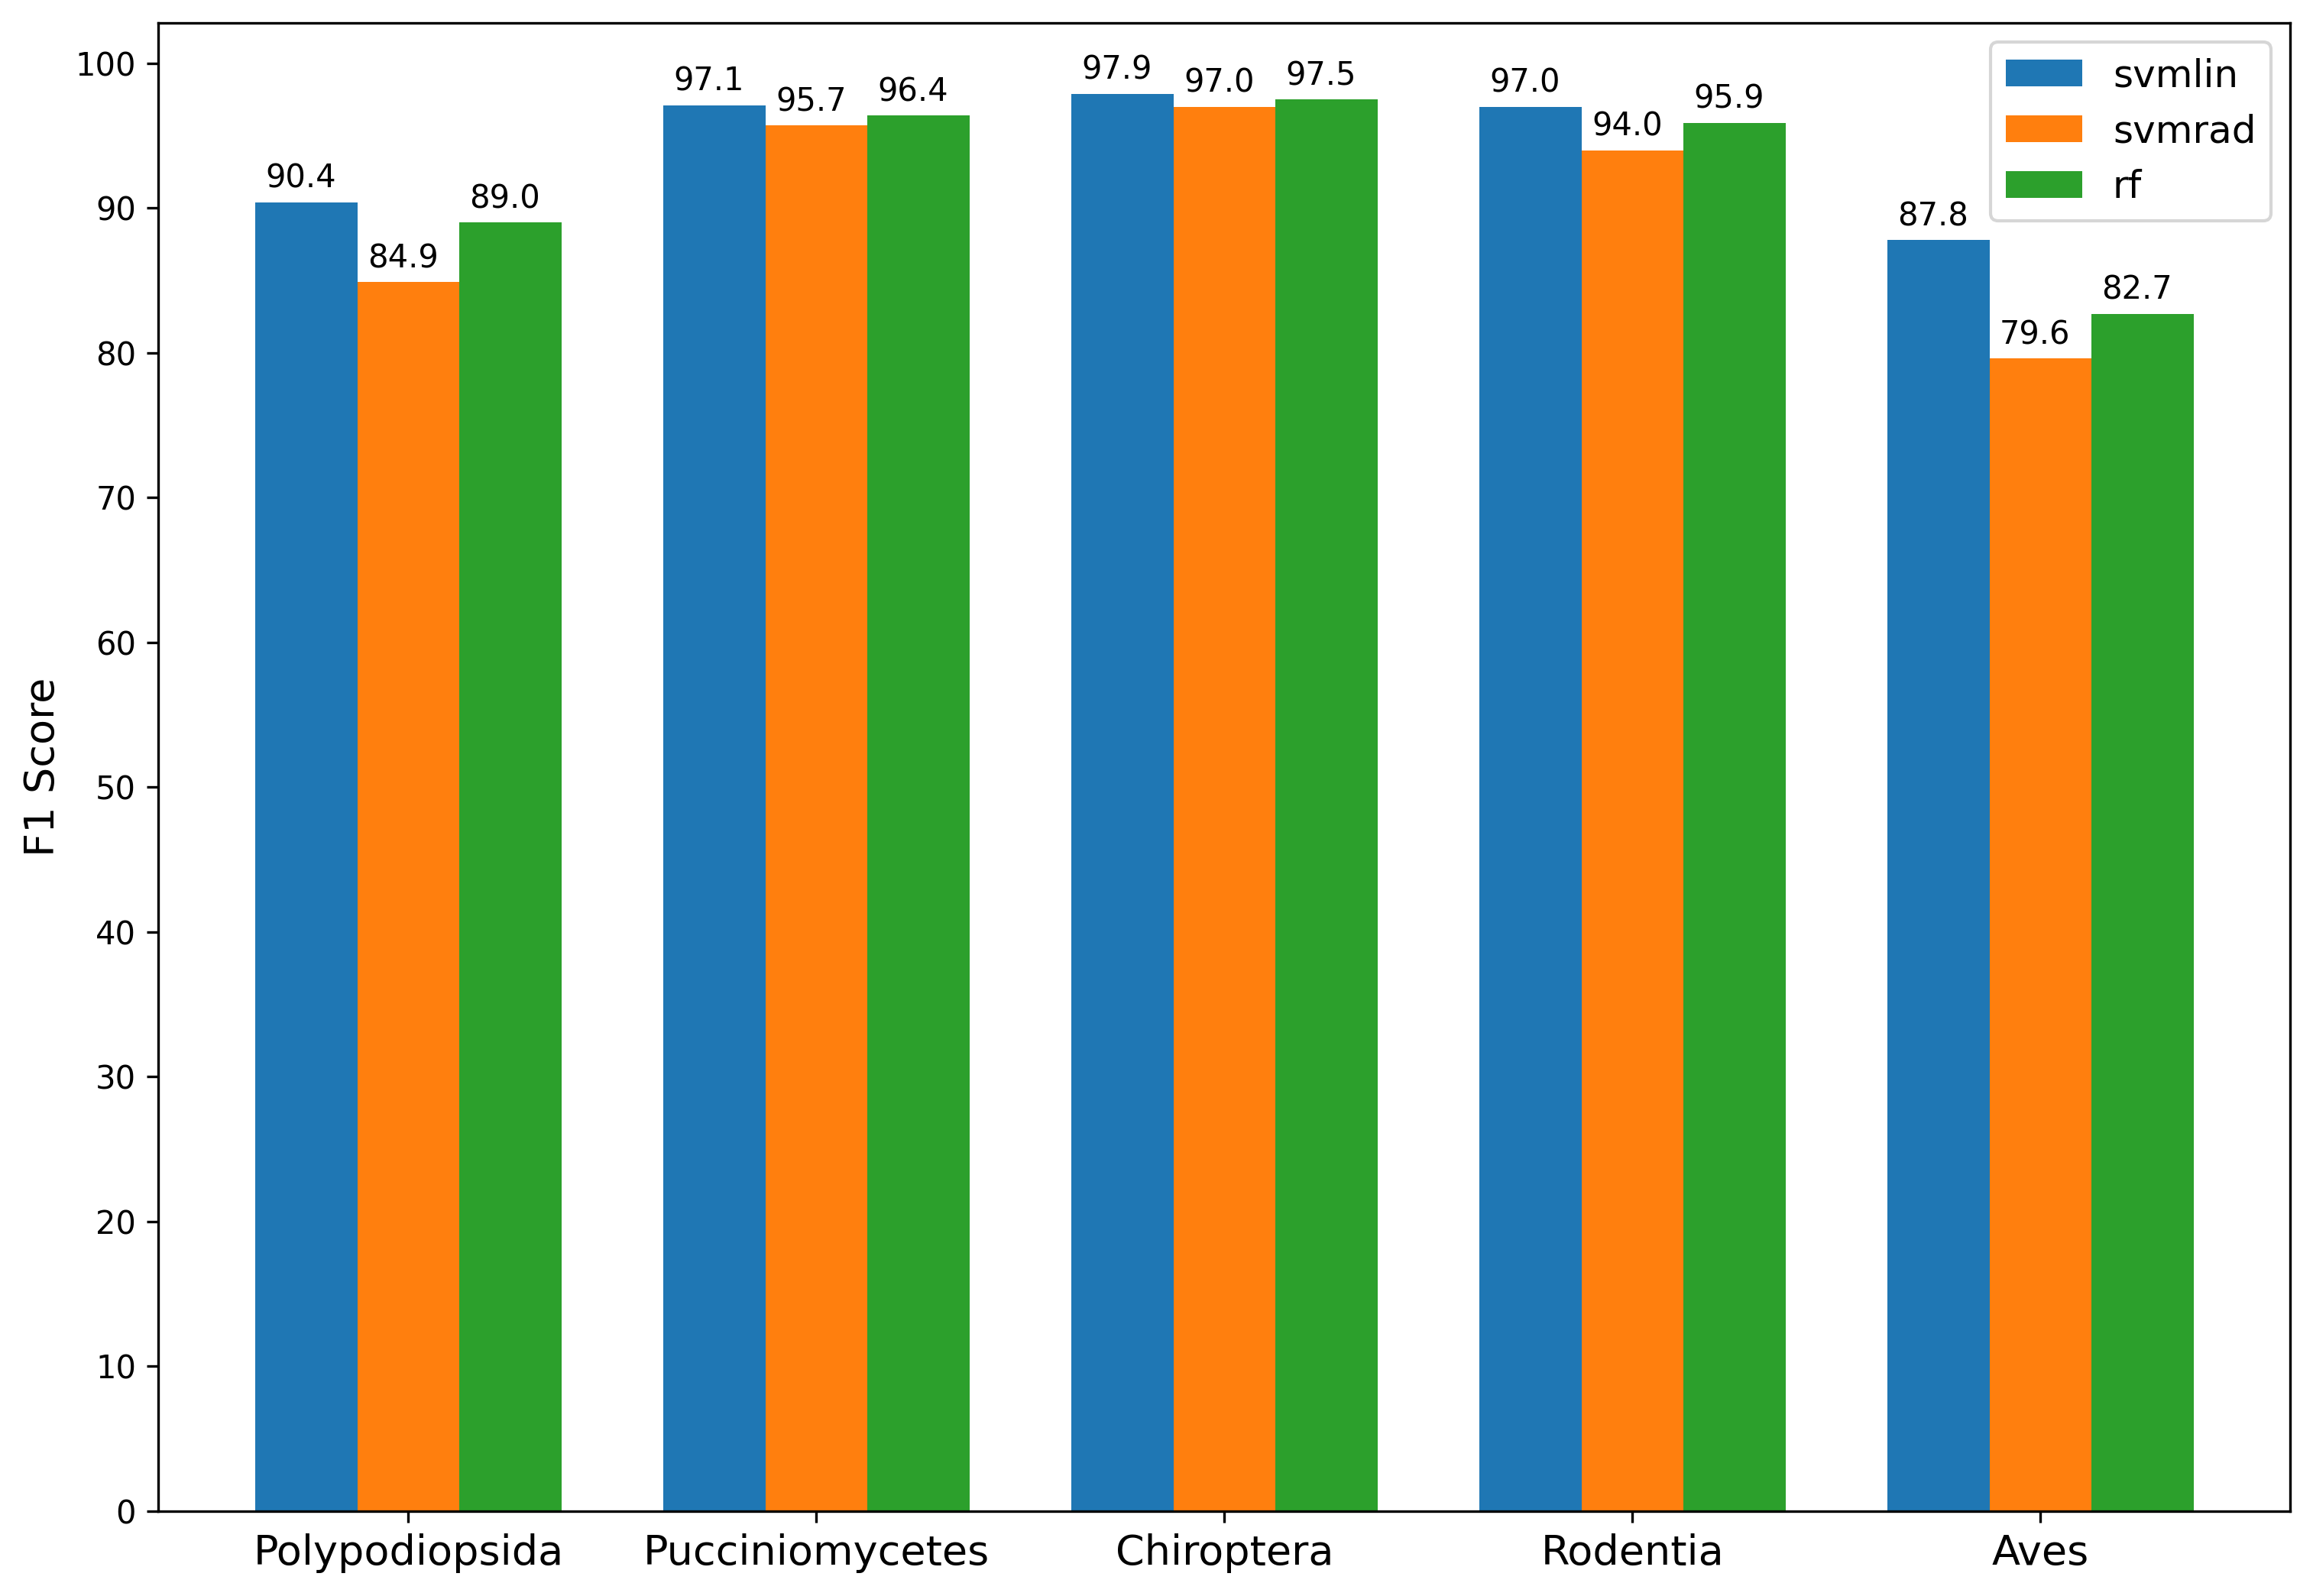 F1 Score
100
90
80
70
60
50
40
30
20
10
0
90.4
84.9
89.0
97.1
95.7
96.4
97.9
97.0
97.5
97.0
94.0
95.9
87.8
79.6
82.7
svmlin
svmrad
rf
Polypodiopsida
Pucciniomycetes
Chiroptera
Rodentia
Aves